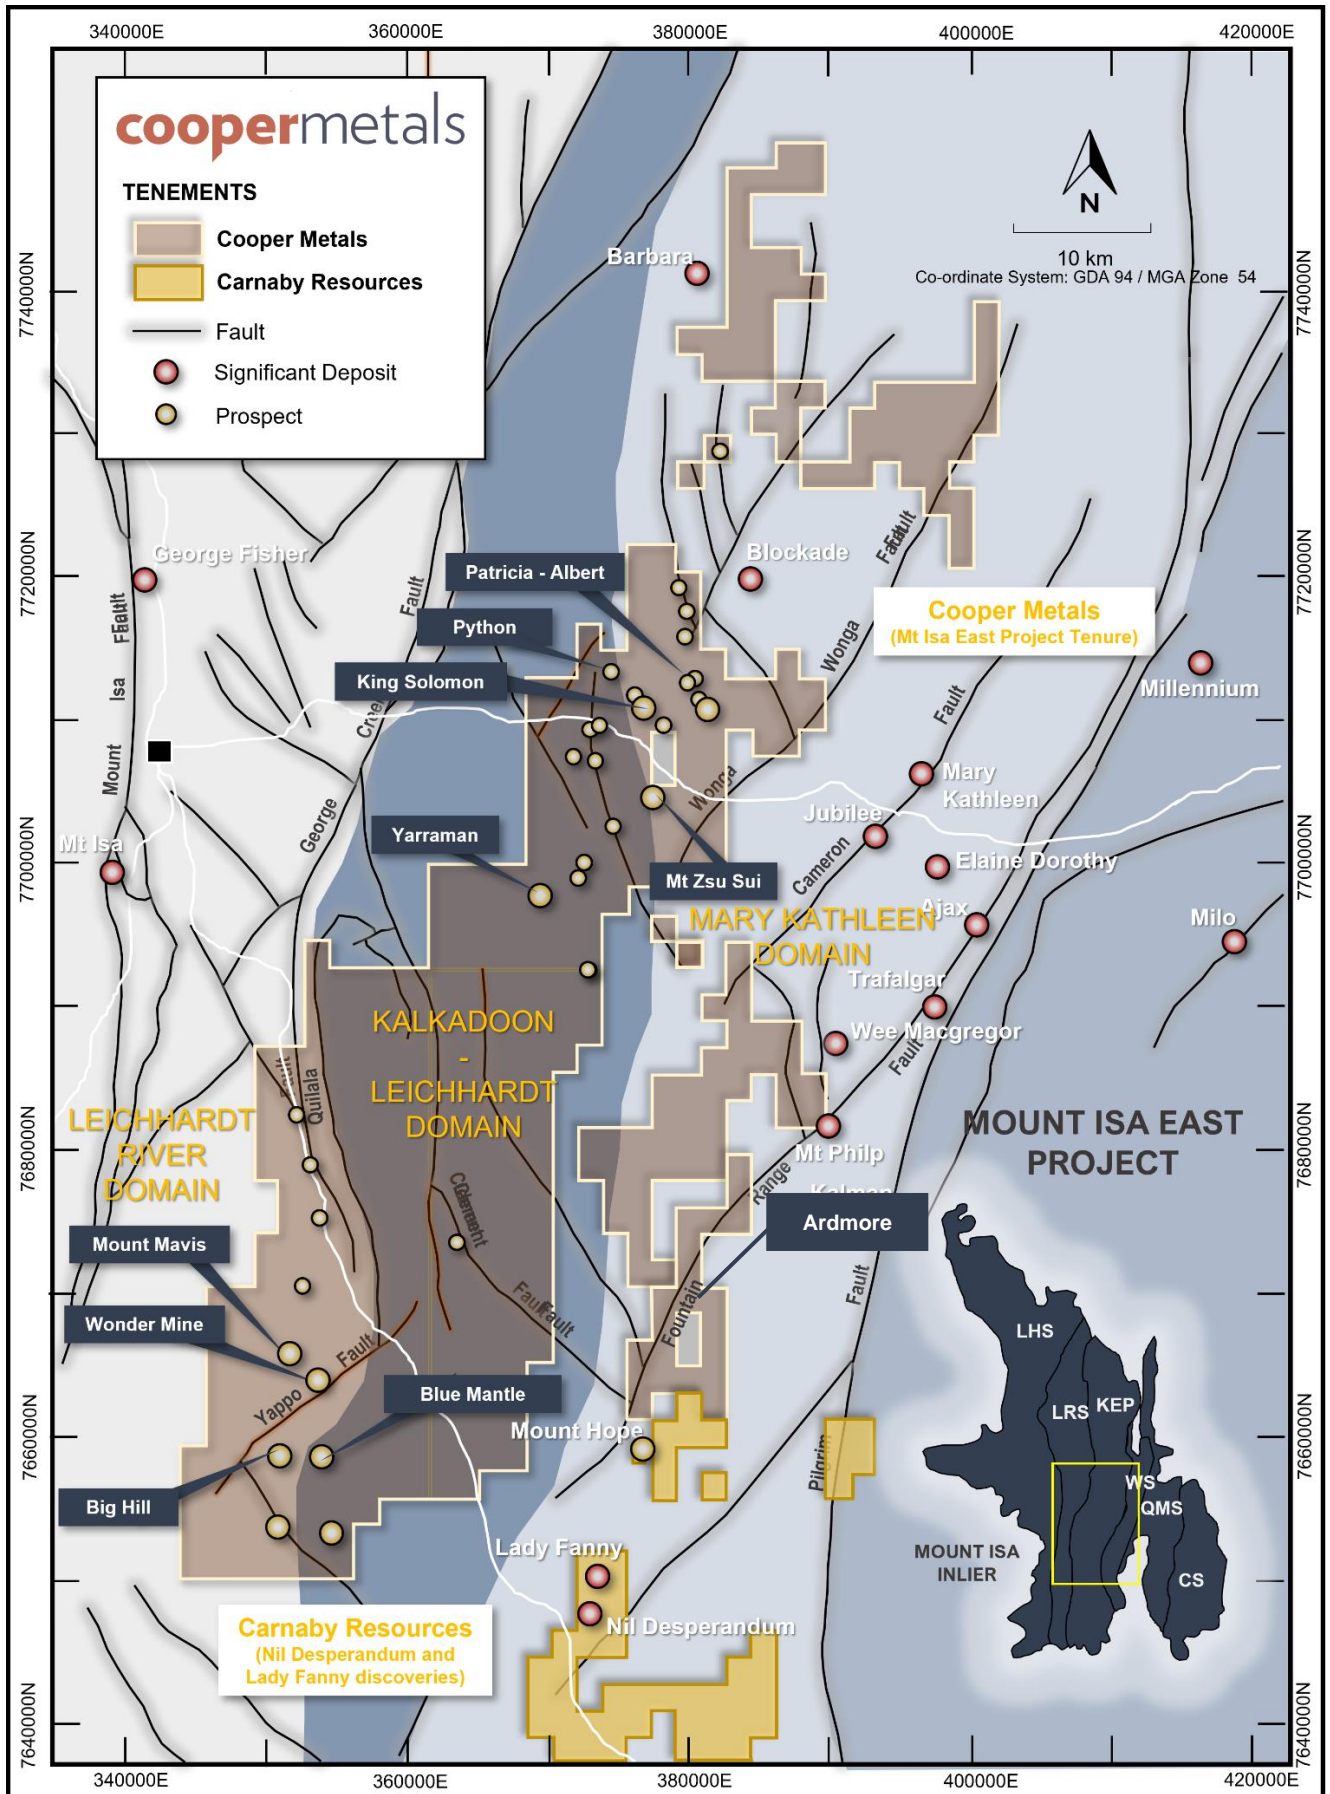 340000E
360000E
380000E
400000E
420000E
coopermetals
TENEMENTS
Cooper Metals
Carnaby Resources
Fault
Significant Deposit
Prospect
N
10 km
Co-ordinate System: GDA 94 / MGA Zone 54
7740000N
7740000N
7720000N
7720000N
7700000N
7700000N
7680000N
7680000N
7660000N
7660000N
7640000N
7640000N
Barbara
George Fisher
Blockade
Patricia - Albert
Python
King Solomon
Cooper Metals
(Mt Isa East Project Tenure)
Millennium
Mount
Isa
Fault
George
Creek
Fault
Wonga
Wonga
Fault
Fault
Mary
Kathleen
Jubilee
Yarraman
Mt Isa
Mt Zsu Sui
Cameron
Elaine Dorothy
Ajax
Milo
MARY KATHLEEN
DOMAIN
Trafalgar
Wee Macgregor
Fault
KALKADOON
-
LEICHHARDT
DOMAIN
Quilala
Fault
LEICHHARDT
RIVER
DOMAIN
MOUNT ISA EAST
PROJECT
Mt Philp
Kalman
Ardmore
Fountain
Range
Fault
Mount Mavis
Wonder Mine
Yappo
Fault
Fault
Fault
Blue Mantle
Mount Hope
Pilgrim
Big Hill
Lady Fanny
Nil Desperandum
Carnaby Resources
(Nil Desperandum and
Lady Fanny discoveries)
LHS
LRS
KEP
WS
QMS
CS
MOUNT ISA
INLIER
340000E
360000E
380000E
400000E
420000E